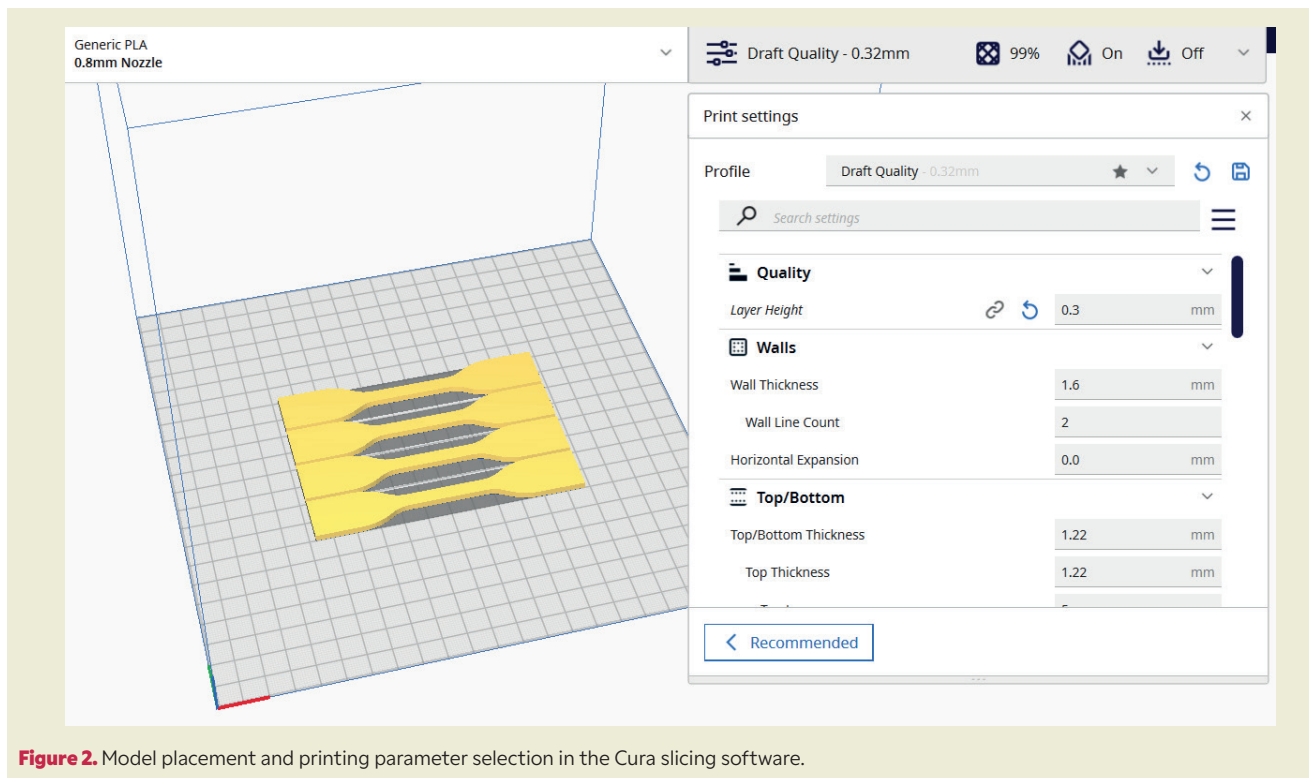 Generic PLA
0.8mm Nozzle
Draft Quality - 0.32mm 99% On Off
Print settings
Profile Draft Quality - 0.32mm
Search settings
Quality
Layer Height 0.3 mm
Walls
Wall Thickness 1.6 mm
Wall Line Count 2
Horizontal Expansion 0.0 mm
Top/Bottom
Top/Bottom Thickness 1.22 mm
Top Thickness 1.22 mm
Recommended
Figure 2. Model placement and printing parameter selection in the Cura slicing software.